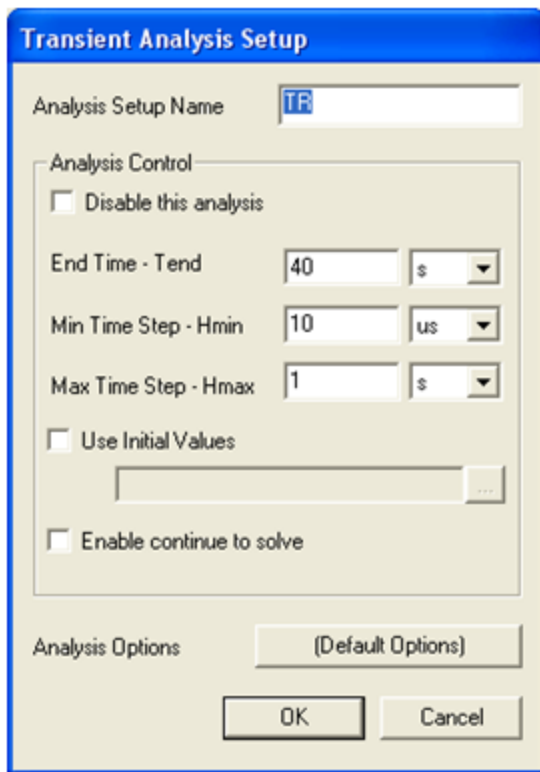 Transient Analysis Setup
Analysis Setup Name TR
Analysis Control
Disable this analysis
End Time - Tend 40 s
Min Time Step - Hmin 10 us
Max Time Step - Hmax 1 s
Use Initial Values
...
Enable continue to solve
Analysis Options (Default Options)
OK Cancel